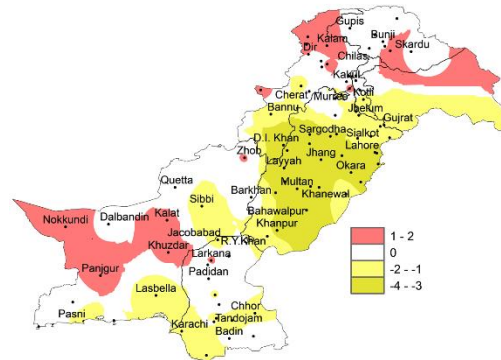 Gupis
Kalam
Bunji
Dir
Skardu
Chilas
Kakul
Cherat
Murree
Kotli
Bannu
Jhelum
Gujrat
Sargodha
D.I. Khan
Sialkot
Zhob
Jhang
Lahore
Layyah
Okara
Quetta
Multan
Barkhan
Khanewal
Sibbi
Nokkundi
Dalbandin
Kalat
Bahawalpur
Jacobabad
Khanpur
R.Y.Khan
Khuzdar
Larkana
Panjgur
Padidan
Lasbella
Pasni
Chhor
Tandojam
Karachi
Badin
1 - 2
0
-2 - -1
-4 - -3